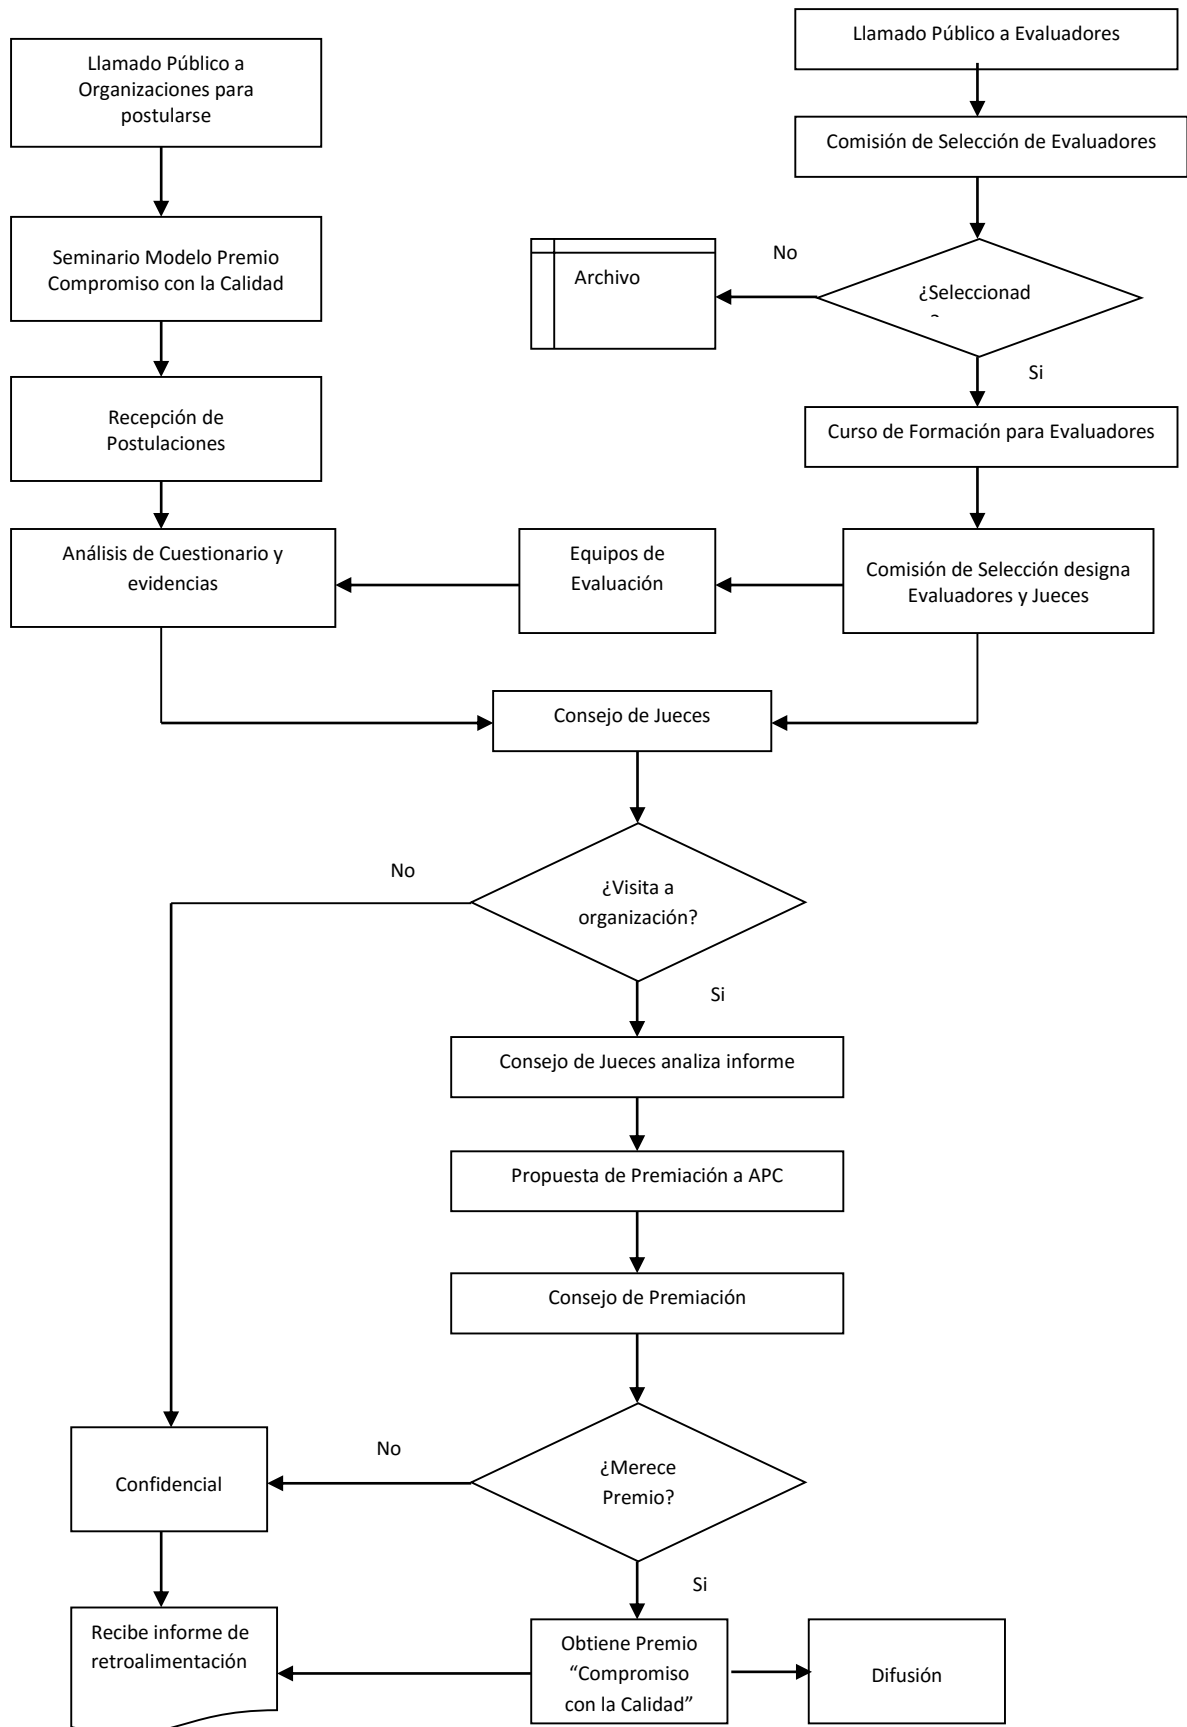 Llamado Público a Evaluadores
Llamado Público a
Organizaciones para
postularse
Comisión de Selección de Evaluadores
Seminario Modelo Premio
Compromiso con la Calidad
No
Archivo
¿Seleccionad
Si
Recepción de
Postulaciones
Curso de Formación para Evaluadores
Análisis de Cuestionario y
evidencias
Equipos de
Evaluación
Comisión de Selección designa
Evaluadores y Jueces
Consejo de Jueces
No
¿Visita a
organización?
Si
Consejo de Jueces analiza informe
Propuesta de Premiación a APC
Consejo de Premiación
No
¿Merece
Premio?
Confidencial
Si
Recibe informe de
retroalimentación
Obtiene Premio
“Compromiso
con la Calidad”
Difusión